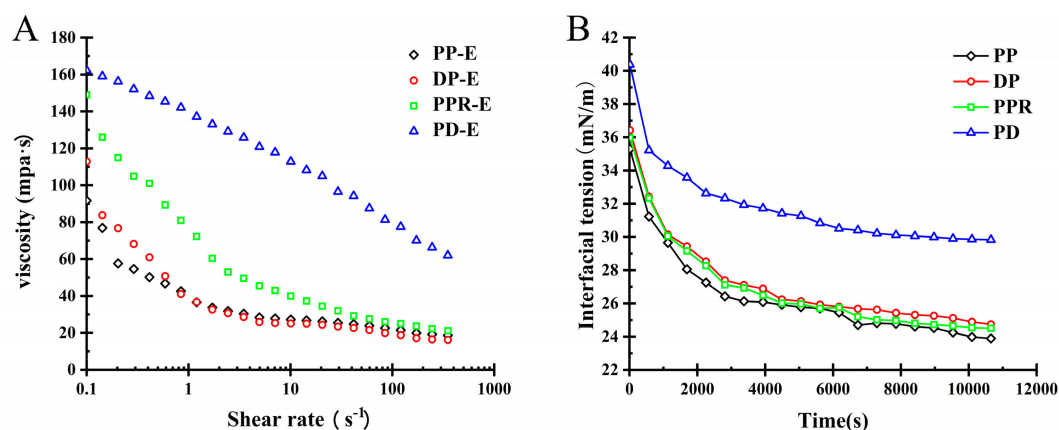 A
180
160
140
120
100
80
60
40
20
0
0.1
1
10
100
1000
viscosity (mpa·s)
Shear rate (s-1)
PP-E
DP-E
PPR-E
PD-E
B
42
40
38
36
34
32
30
28
26
24
22
0
2000
4000
6000
8000
10000
12000
Interfacial tension (mN/m)
Time(s)
PP
DP
PPR
PD